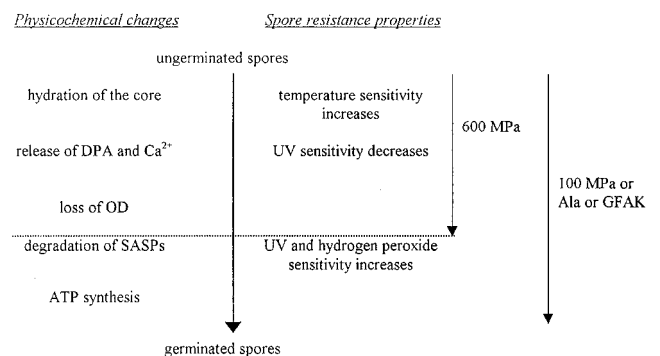 Physicochemical changes
Spore resistance properties
ungerminated spores
hydration of the core
temperature sensitivity
increases
600 MPa
release of DPA and Ca²⁺
UV sensitivity decreases
100 MPa or
Ala or GFAK
loss of OD
degradation of SASPs
UV and hydrogen peroxide
sensitivity increases
ATP synthesis
germinated spores